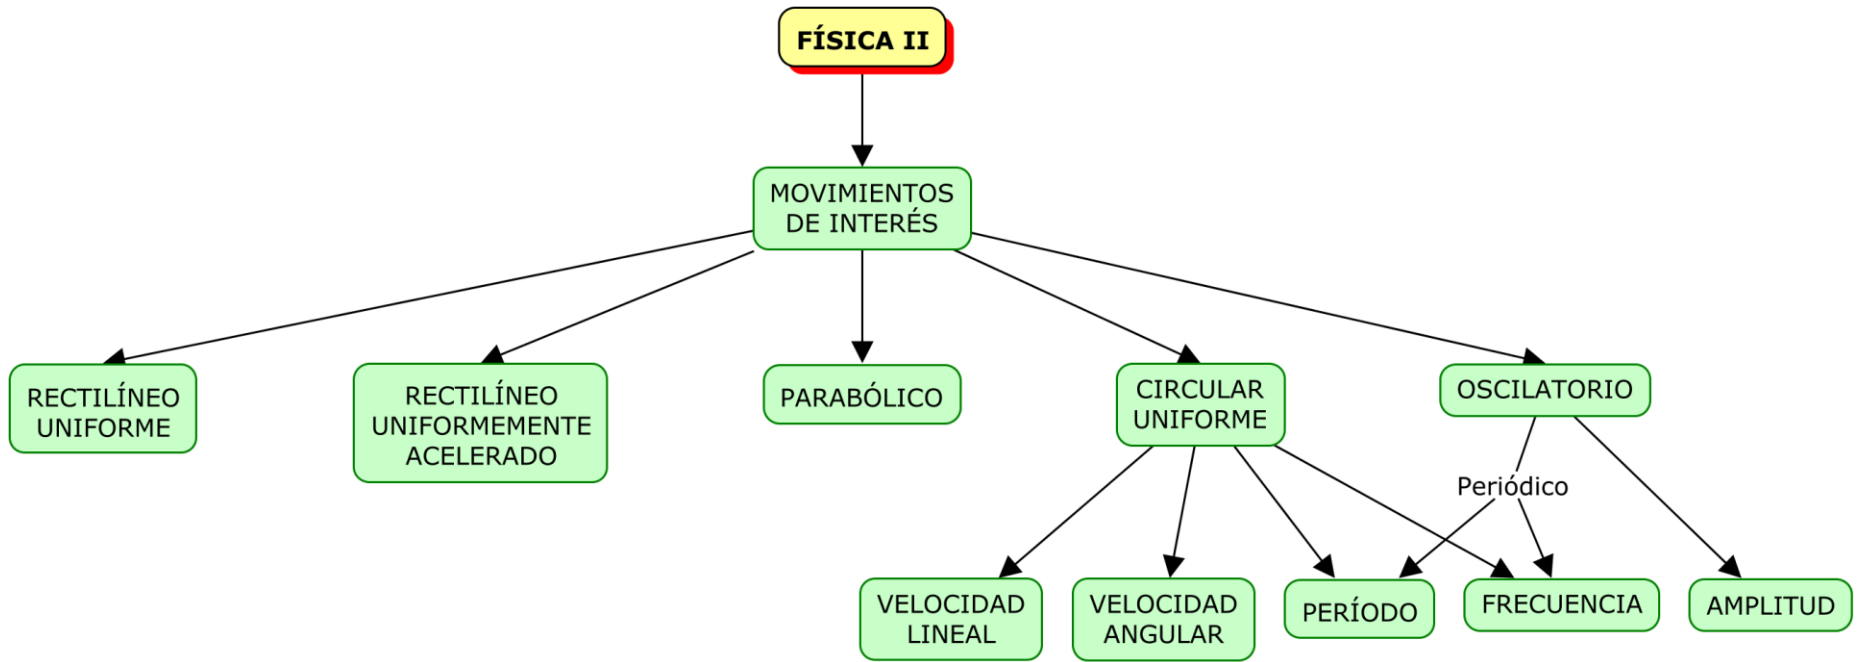 FÍSICA II
MOVIMIENTOS
DE INTERÉS
RECTILÍNEO
UNIFORME
RECTILÍNEO
UNIFORMEMENTE
ACELERADO
PARABÓLICO
CIRCULAR
UNIFORME
OSCILATORIO
Periódico
VELOCIDAD
LINEAL
VELOCIDAD
ANGULAR
PERÍODO
FRECUENCIA
AMPLITUD